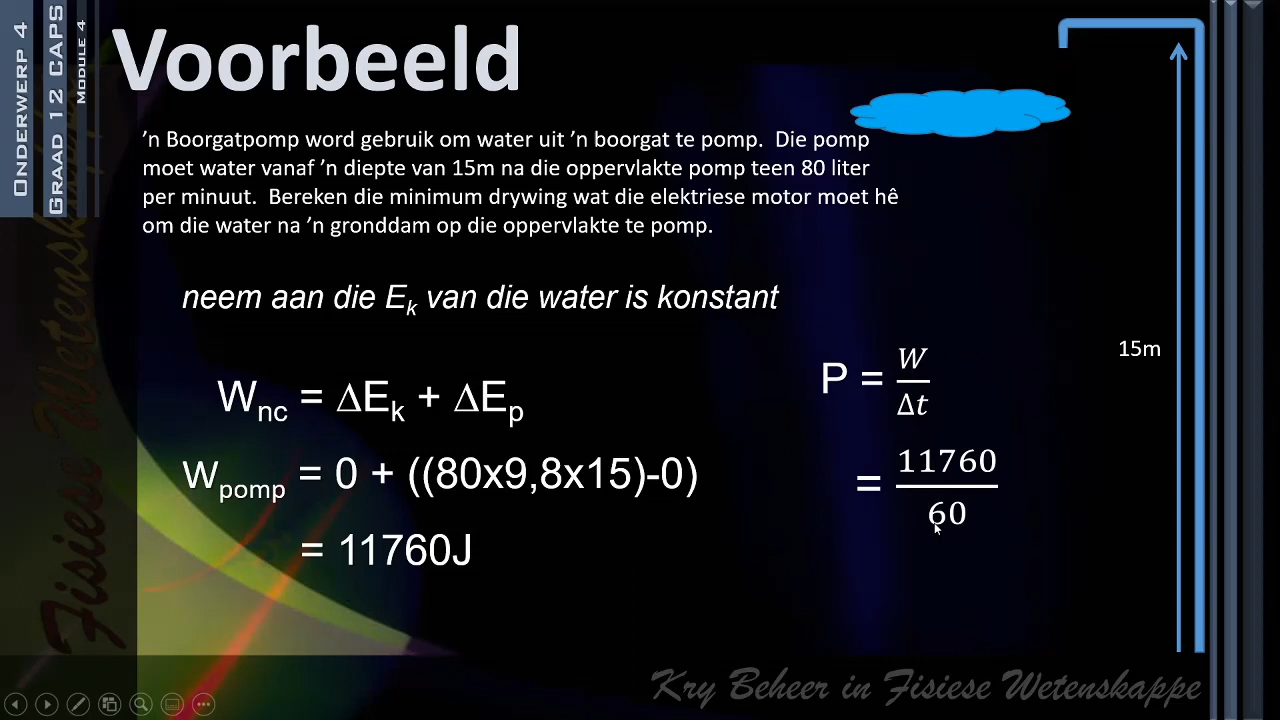 ONDERWERP 4
GRAAD 12 CAPS
MODULE 4
Voorbeeld
’n Boorgatpomp word gebruik om water uit ’n boorgat te pomp. Die pomp
moet water vanaf ’n diepte van 15m na die oppervlakte pomp teen 80 liter
per minuut. Bereken die minimum drywing wat die elektriese motor moet hê
om die water na ’n gronddam op die oppervlakte te pomp.
neem aan die Eₖ van die water is konstant
W_nc = ΔEₖ + ΔEₚ
W_pomp = 0 + ((80x9,8x15)-0)
= 11760J
P = W/Δt
= 11760/60
15m
Fisiese Wetenskappe
Kry Beheer in Fisiese Wetenskappe